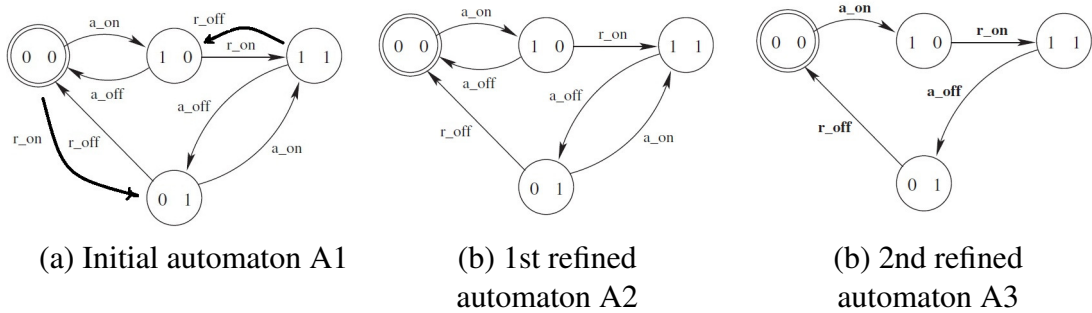 a_on
r_off
r_on
0 0
1 0
1 1
a_off
a_off
r_on
r_off
a_on
0 1
(a) Initial automaton A1
a_on
r_on
0 0
1 0
1 1
a_off
a_off
r_off
a_on
0 1
(b) 1st refined
automaton A2
a_on
r_on
0 0
1 0
1 1
a_off
r_off
0 1
(b) 2nd refined
automaton A3